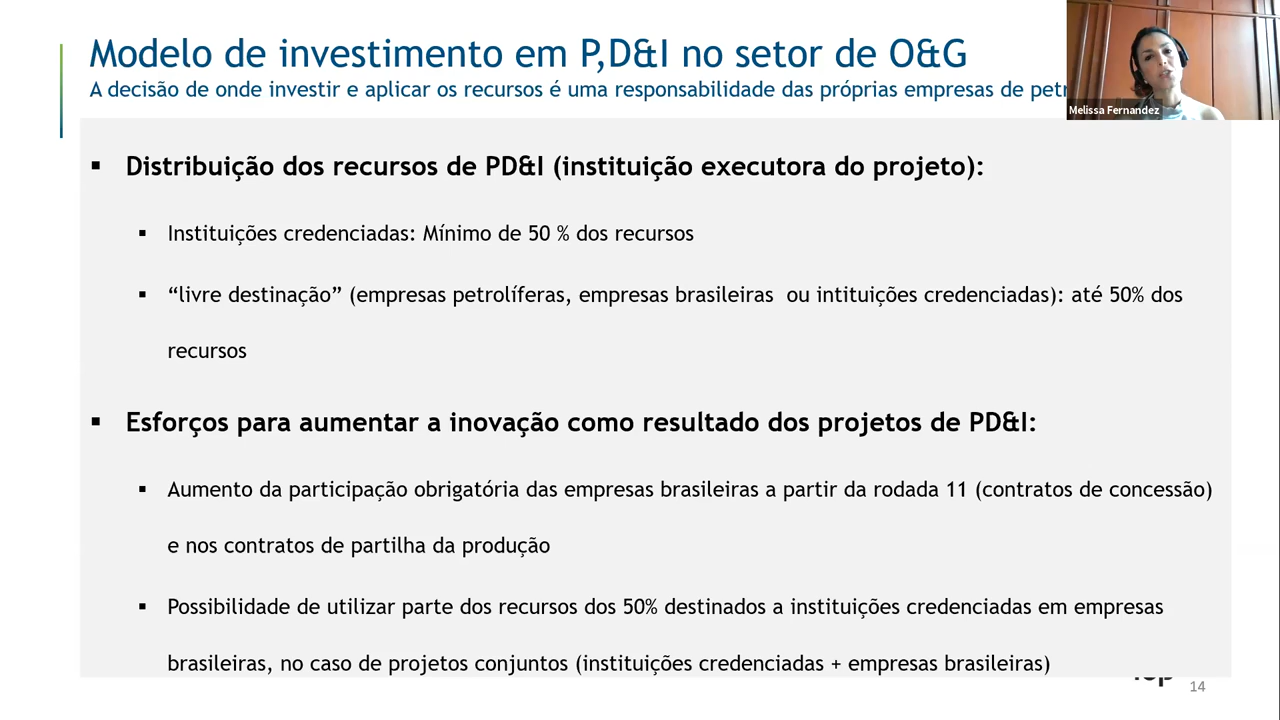 Modelo de investimento em P,D&I no setor de O&G
A decisão de onde investir e aplicar os recursos é uma responsabilidade das próprias empresas de
Melissa Fernandez
▪ Distribuição dos recursos de PD&I (instituição executora do projeto):
▪ Instituições credenciadas: Mínimo de 50 % dos recursos
▪ “livre destinação” (empresas petrolíferas, empresas brasileiras ou intituições credenciadas): até 50% dos
recursos
▪ Esforços para aumentar a inovação como resultado dos projetos de PD&I:
▪ Aumento da participação obrigatória das empresas brasileiras a partir da rodada 11 (contratos de concessão)
e nos contratos de partilha da produção
▪ Possibilidade de utilizar parte dos recursos dos 50% destinados a instituições credenciadas em empresas
brasileiras, no caso de projetos conjuntos (instituições credenciadas + empresas brasileiras)
14